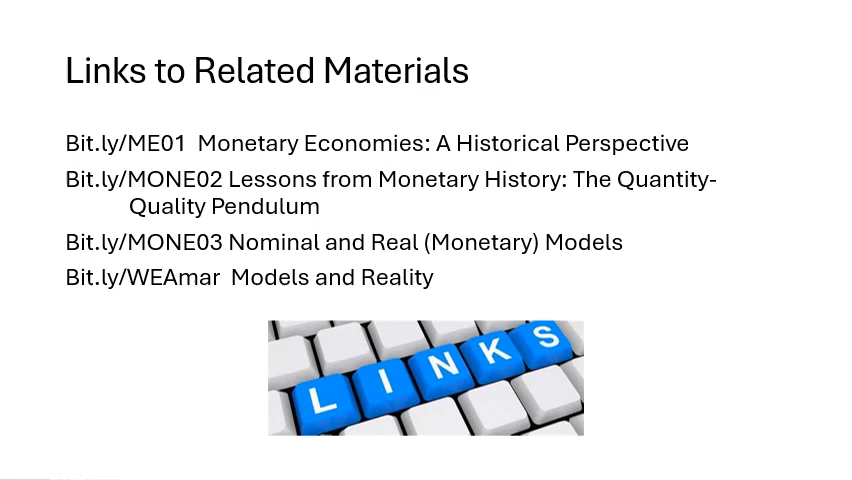 Links to Related Materials
Bit.ly/ME01 Monetary Economies: A Historical Perspective
Bit.ly/MONE02 Lessons from Monetary History: The Quantity-
Quality Pendulum
Bit.ly/MONE03 Nominal and Real (Monetary) Models
Bit.ly/WEAmar Models and Reality
LINKS